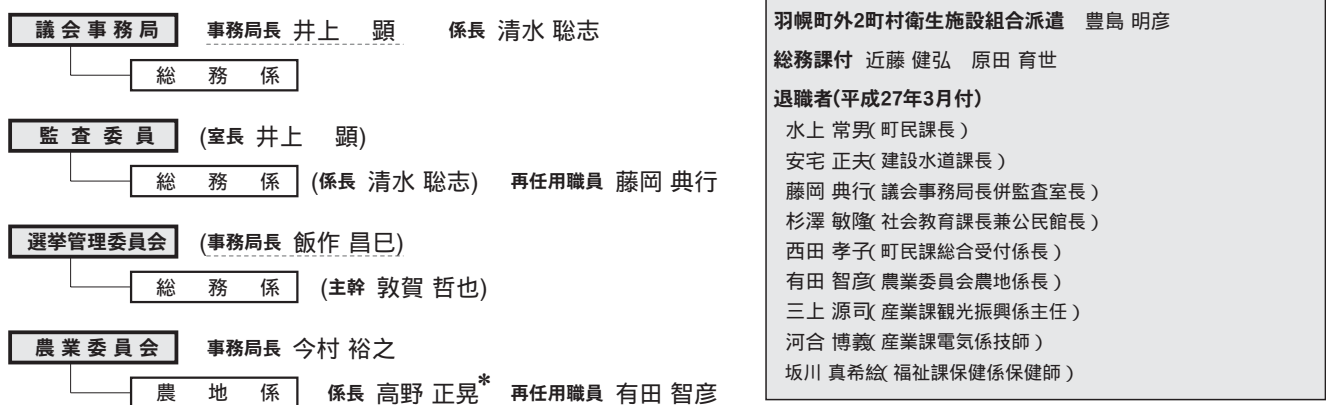 議会事務局 事務局長 井上 顕 係長 清水 聡志
総務係
監査委員 (室長 井上 顕)
総務係 (係長 清水 聡志) 再任用職員 藤岡 典行
選挙管理委員会 (事務局長 飯作 昌巳)
総務係 (主幹 敦賀 哲也)
農業委員会 事務局長 今村 裕之
農地係 係長 高野 正晃* 再任用職員 有田 智彦
羽幌町外2町村衛生施設組合派遣 豊島 明彦
総務課付 近藤 健弘 原田 育世
退職者(平成27年3月付)
水上 常男(町民課長)
安宅 正夫(建設水道課長)
藤岡 典行(議会事務局長併監査室長)
杉澤 敏隆(社会教育課長兼公民館長)
西田 孝子(町民課総合受付係長)
有田 智彦(農業委員会農地係長)
三上 源司(産業課観光振興係主任)
河合 博義(産業課電気係技師)
坂川 真希絵(福祉課保健係保健師)